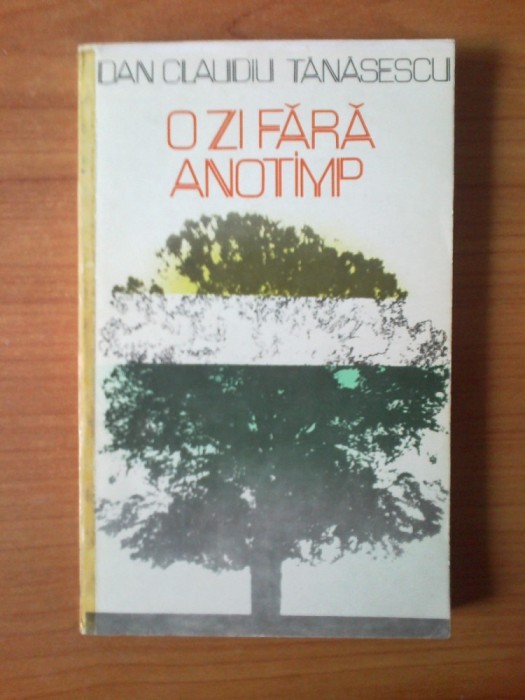 DAN CLAUDIU TĂNĂSESCU
O ZI FĂRĂ
ANOTIMP